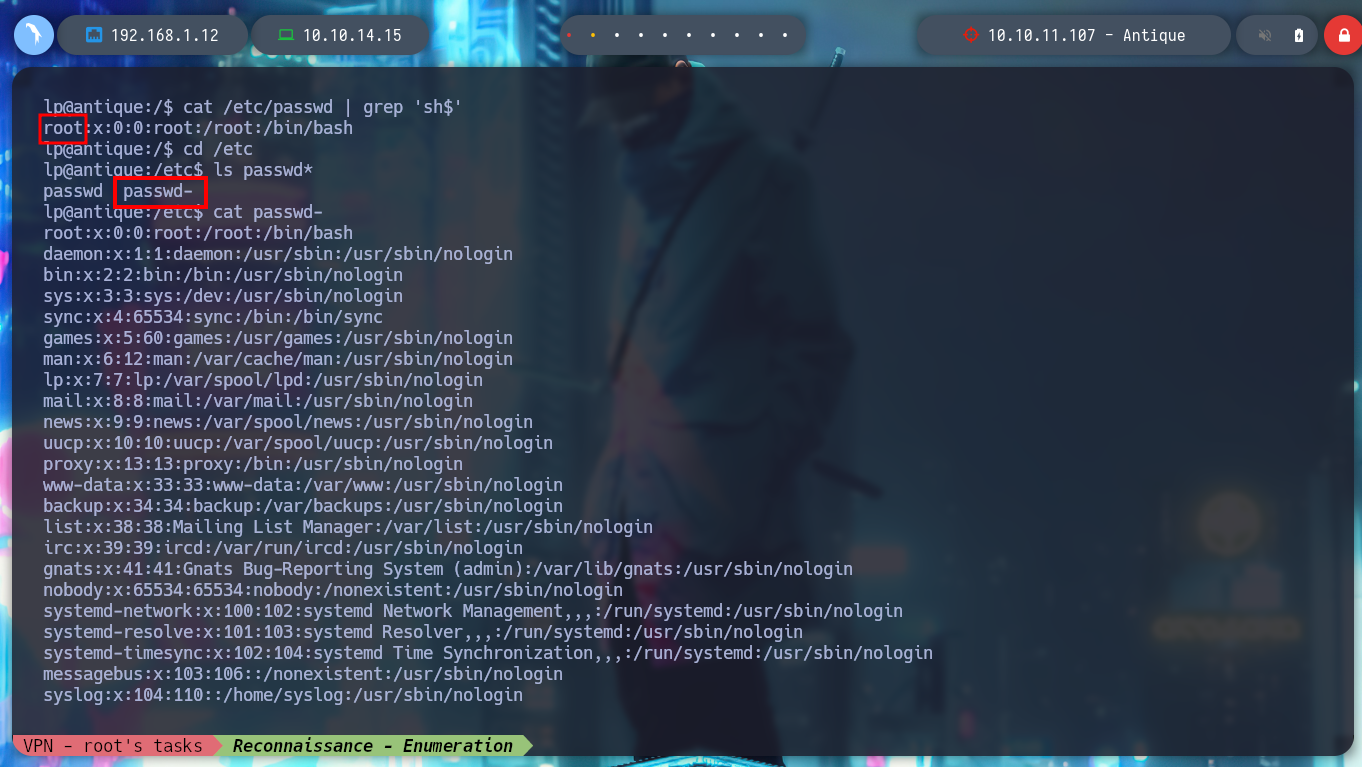 192.168.1.12 10.10.14.15 10.10.11.107 - Antique
lp@antique:/$ cat /etc/passwd | grep 'sh$'
root:x:0:0:root:/root:/bin/bash
lp@antique:/$ cd /etc
lp@antique:/etc$ ls passwd*
passwd passwd-
lp@antique:/etc$ cat passwd-
root:x:0:0:root:/root:/bin/bash
daemon:x:1:1:daemon:/usr/sbin:/usr/sbin/nologin
bin:x:2:2:bin:/bin:/usr/sbin/nologin
sys:x:3:3:sys:/dev:/usr/sbin/nologin
sync:x:4:65534:sync:/bin:/bin/sync
games:x:5:60:games:/usr/games:/usr/sbin/nologin
man:x:6:12:man:/var/cache/man:/usr/sbin/nologin
lp:x:7:7:lp:/var/spool/lpd:/usr/sbin/nologin
mail:x:8:8:mail:/var/mail:/usr/sbin/nologin
news:x:9:9:news:/var/spool/news:/usr/sbin/nologin
uucp:x:10:10:uucp:/var/spool/uucp:/usr/sbin/nologin
proxy:x:13:13:proxy:/bin:/usr/sbin/nologin
www-data:x:33:33:www-data:/var/www:/usr/sbin/nologin
backup:x:34:34:backup:/var/backups:/usr/sbin/nologin
list:x:38:38:Mailing List Manager:/var/list:/usr/sbin/nologin
irc:x:39:39:ircd:/var/run/ircd:/usr/sbin/nologin
gnats:x:41:41:Gnats Bug-Reporting System (admin):/var/lib/gnats:/usr/sbin/nologin
nobody:x:65534:65534:nobody:/nonexistent:/usr/sbin/nologin
systemd-network:x:100:102:systemd Network Management,,,:/run/systemd:/usr/sbin/nologin
systemd-resolve:x:101:103:systemd Resolver,,,:/run/systemd:/usr/sbin/nologin
systemd-timesync:x:102:104:systemd Time Synchronization,,,:/run/systemd:/usr/sbin/nologin
messagebus:x:103:106::/nonexistent:/usr/sbin/nologin
syslog:x:104:110::/home/syslog:/usr/sbin/nologin
VPN - root's tasks Reconnaissance - Enumeration